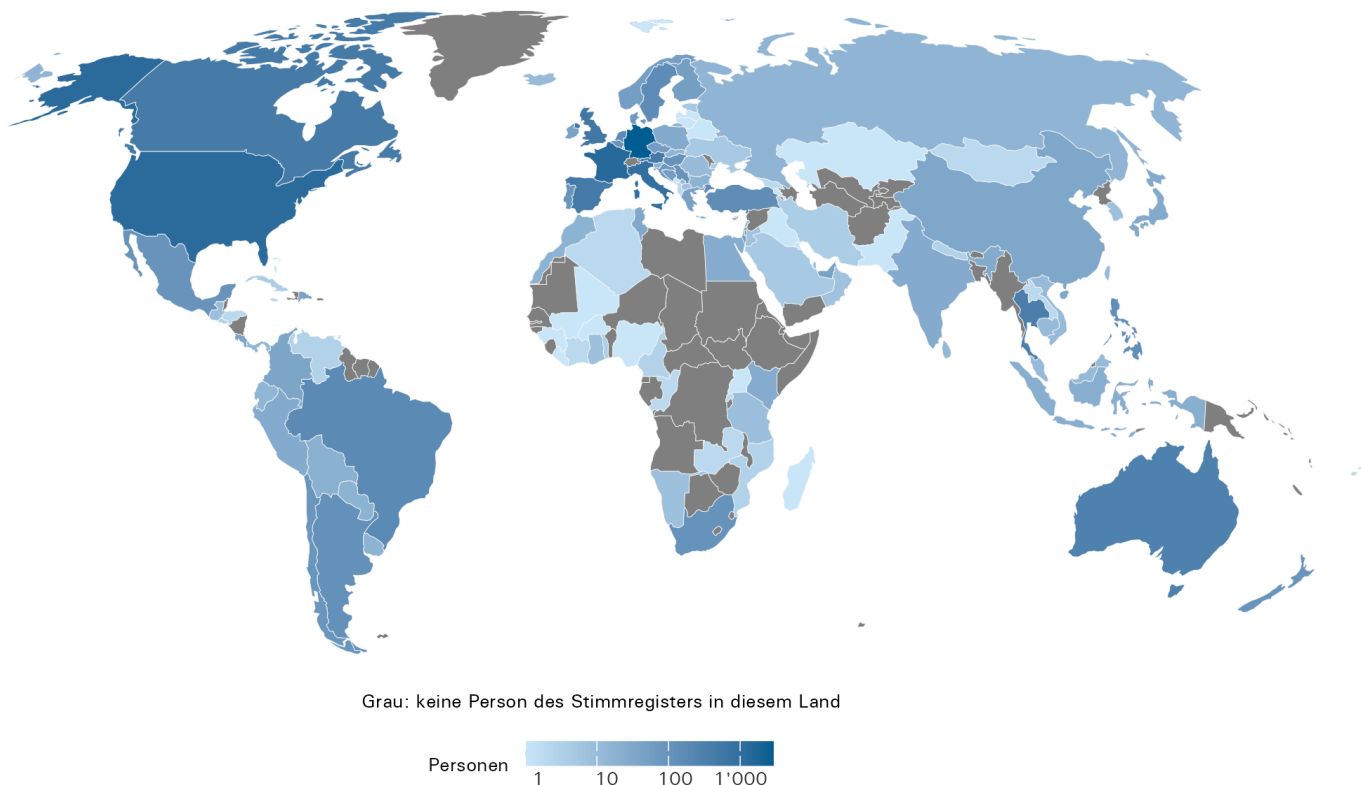 Grau: keine Person des Stimmregisters in diesem Land
Personen
1 10 100 1'000